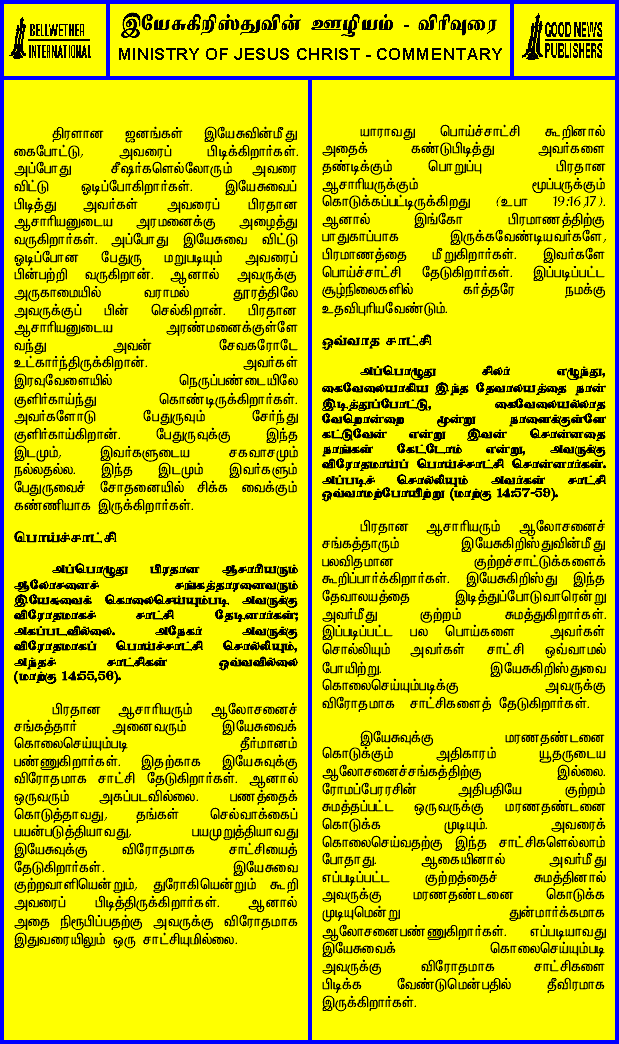 BELLWETHER
INTERNATIONAL
இயேசுகிறிஸ்துவின் ஊழியம் - விரிவுரை
MINISTRY OF JESUS CHRIST - COMMENTARY
GOOD NEWS
PUBLISHERS
திரளான ஜனங்கள் இயேசுவின்மீது
கைபோட்டு, அவரைப் பிடிக்கிறார்கள்.
அப்போது சீஷர்களெல்லோரும் அவரை
விட்டு ஓடிப்போகிறார்கள். இயேசுவைப்
பிடித்து அவர்கள் அவரைப் பிரதான
ஆசாரியனுடைய அரமனைக்கு அழைத்து
வருகிறார்கள். அப்போது இயேசுவை விட்டு
ஓடிப்போன பேதுரு மறுபடியும் அவரைப்
பின்பற்றி வருகிறான். ஆனால் அவருக்கு
அருகாமையில் வராமல் தூரத்திலே
அவருக்குப் பின் செல்கிறான். பிரதான
ஆசாரியனுடைய அரண்மனைக்குள்ளே
வந்து அவன் சேவகரோடே
உட்கார்ந்திருக்கிறான். அவர்கள்
இரவுவேளையில் நெருப்பண்டையிலே
குளிர்காய்ந்து கொண்டிருக்கிறார்கள்.
அவர்களோடு பேதுருவும் சேர்ந்து
குளிர்காய்கிறான். பேதுருவுக்கு இந்த
இடமும், இவர்களுடைய சகவாசமும்
நல்லதல்ல. இந்த இடமும் இவர்களும்
பேதுருவைச் சோதனையில் சிக்க வைக்கும்
கண்ணியாக இருக்கிறார்கள்.
பொய்ச்சாட்சி
அப்பொழுது பிரதான ஆசாரியரும்
ஆலோசனைச் சங்கத்தாரனைவரும்
இயேசுவைக் கொலைசெய்யும்படி அவருக்கு
விரோதமாகச் சாட்சி தேடினார்கள்;
அகப்படவில்லை. அநேகர் அவருக்கு
விரோதமாகப் பொய்ச்சாட்சி சொல்லியும்,
அந்தச் சாட்சிகள் ஒவ்வவில்லை
(மாற்கு 14:55,56).
பிரதான ஆசாரியரும் ஆலோசனைச்
சங்கத்தார் அனைவரும் இயேசுவைக்
கொலைசெய்யும்படி தீர்மானம்
பண்ணுகிறார்கள். இதற்காக இயேசுவுக்கு
விரோதமாக சாட்சி தேடுகிறார்கள். ஆனால்
ஒருவரும் அகப்படவில்லை. பணத்தைப்
கொடுத்தாவது, தங்கள் செல்வாக்கைப்
பயன்படுத்தியாவது, பயமுறுத்தியாவது
இயேசுவுக்கு விரோதமாக சாட்சியைத்
தேடுகிறார்கள். இயேசுவை
குற்றவாளியென்றும், துரோகியென்றும் கூறி
அவரைப் பிடித்திருக்கிறார்கள். ஆனால்
அதை நிரூபிப்பதற்கு அவருக்கு விரோதமாக
இதுவரையிலும் ஒரு சாட்சியுமில்லை.
யாராவது பொய்ச்சாட்சி கூறினால்
அதைக் கண்டுபிடித்து அவர்களை
தண்டிக்கும் பொறுப்பு பிரதான
ஆசாரியருக்கும் மூப்பருக்கும்
கொடுக்கப்பட்டிருக்கிறது (உபா 19:16,17).
ஆனால் இங்கோ பிரமாணத்திற்கு
பாதுகாப்பாக இருக்கவேண்டியவர்களே,
பிரமாணத்தை மீறுகிறார்கள். இவர்களே
பொய்ச்சாட்சி தேடுகிறார்கள். இப்படிப்பட்ட
சூழ்நிலைகளில் கர்த்தரே நமக்கு
உதவிபுரியவேண்டும்.
ஒவ்வாத சாட்சி
அப்பொழுது சிலர் எழுந்து,
கைவேலையாகிய இந்த தேவாலயத்தை நான்
இடித்துப்போட்டு, கைவேலையல்லாத
வேறொன்றை மூன்று நாளைக்குள்ளே
கட்டுவேன் என்று இவன் சொன்னதை
நாங்கள் கேட்டோம் என்று, அவருக்கு
விரோதமாய்ப் பொய்ச்சாட்சி சொன்னார்கள்.
அப்படிச் சொல்லியும் அவர்கள் சாட்சி
ஒவ்வாமற்போயிற்று (மாற்கு 14:57-59).
பிரதான ஆசாரியரும் ஆலோசனைச்
சங்கத்தாரும் இயேசுகிறிஸ்துவின்மீது
பலவிதமான குற்றச்சாட்டுக்களைக்
கூறிப்பார்க்கிறார்கள். இயேசுகிறிஸ்து இந்த
தேவாலயத்தை இடித்துப்போடுவாரென்று
அவர்மீது குற்றம் சுமத்துகிறார்கள்.
இப்படிப்பட்ட பல பொய்களை அவர்கள்
சொல்லியும் அவர்கள் சாட்சி ஒவ்வாமல்
போயிற்று. இயேசுகிறிஸ்துவை
கொலைசெய்யும்படிக்கு அவருக்கு
விரோதமாக சாட்சிகளைத் தேடுகிறார்கள்.
இயேசுவுக்கு மரணதண்டனை
கொடுக்கும் அதிகாரம் யூதருடைய
ஆலோசனைச்சங்கத்திற்கு இல்லை.
ரோமப்பேரரசின் அதிபதியே குற்றம்
சுமத்தப்பட்ட ஒருவருக்கு மரணதண்டனை
கொடுக்க முடியும். அவரைக்
கொலைசெய்வதற்கு இந்த சாட்சிகளெல்லாம்
போதாது. ஆகையினால் அவர்மீது
எப்படிப்பட்ட குற்றத்தைச் சுமத்தினால்
அவருக்கு மரணதண்டனை கொடுக்க
முடியுமென்று துன்மார்க்கமாக
ஆலோசனைபண்ணுகிறார்கள். எப்படியாவது
இயேசுவைக் கொலைசெய்யும்படி
அவருக்கு விரோதமாக சாட்சிகளை
பிடிக்க வேண்டுமென்பதில் தீவிரமாக
இருக்கிறார்கள்.